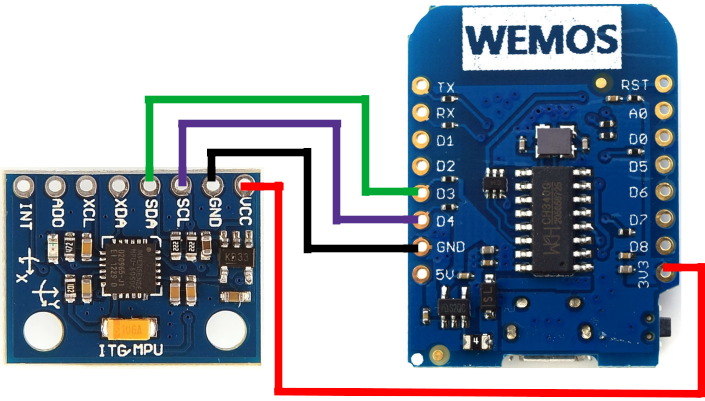 WEMOS
TX
RX
D1
D2
D3
D4
GND
5V
RST
A0
D0
D5
D6
D7
D8
3V3
INT
ADO
XCL
XDA
SDA
SCL
GND
VCC
X
Y
ITG/MPU
4